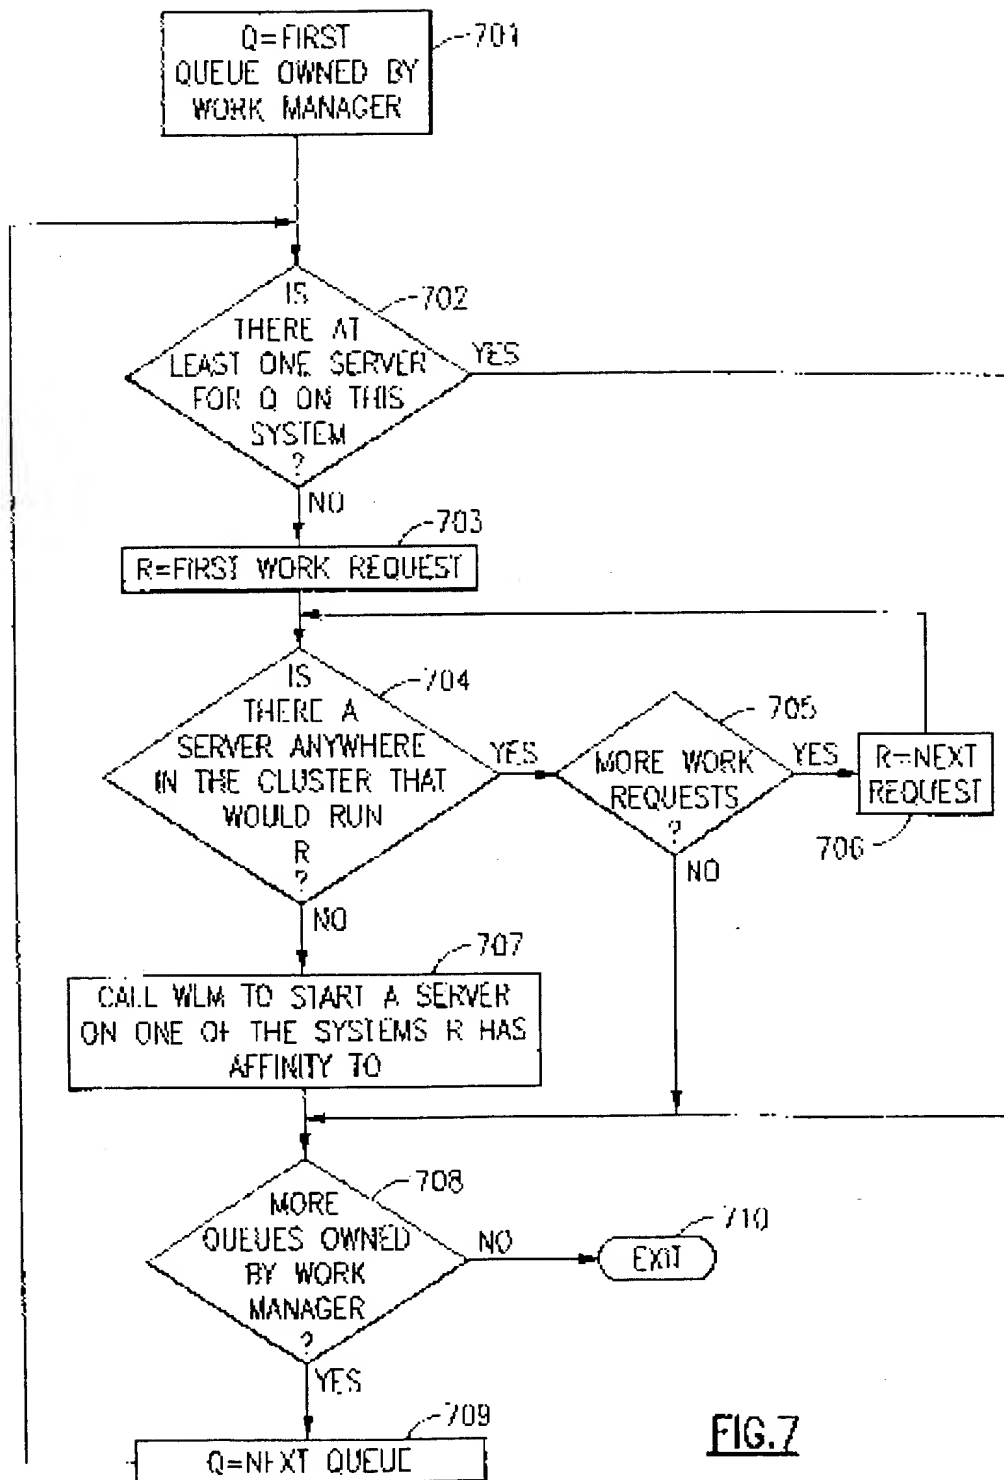 Q=FIRST
QUEUE OWNED BY
WORK MANAGER
701
IS
THERE AT
LEAST ONE SERVER
FOR Q ON THIS
SYSTEM
?
702
YES
NO
703
R=FIRST WORK REQUEST
IS
THERE A
SERVER ANYWHERE
IN THE CLUSTER THAT
WOULD RUN
R
?
704
YES
NO
705
MORE WORK
REQUESTS
?
YES
NO
R=NEXT
REQUEST
706
707
CALL WLM TO START A SERVER
ON ONE OF THE SYSTEMS R HAS
AFFINITY TO
708
MORE
QUEUES OWNED
BY WORK
MANAGER
?
NO
710
EXIT
YES
709
Q=NEXT QUEUE
FIG.7